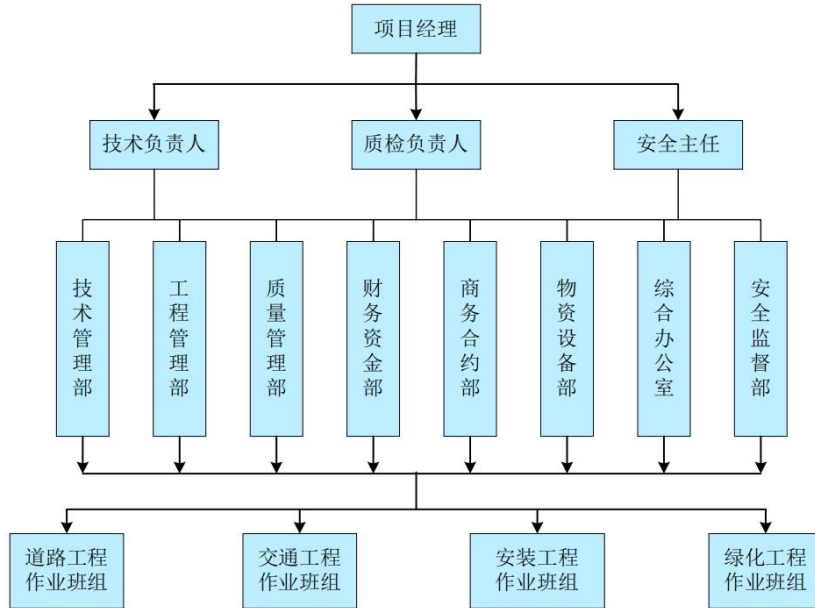 项目经理
技术负责人
质检负责人
安全主任
技术管理部
工程管理部
质量管理部
财务资金部
商务合约部
物资设备部
综合办公室
安全监督部
道路工程
作业班组
交通工程
作业班组
安装工程
作业班组
绿化工程
作业班组